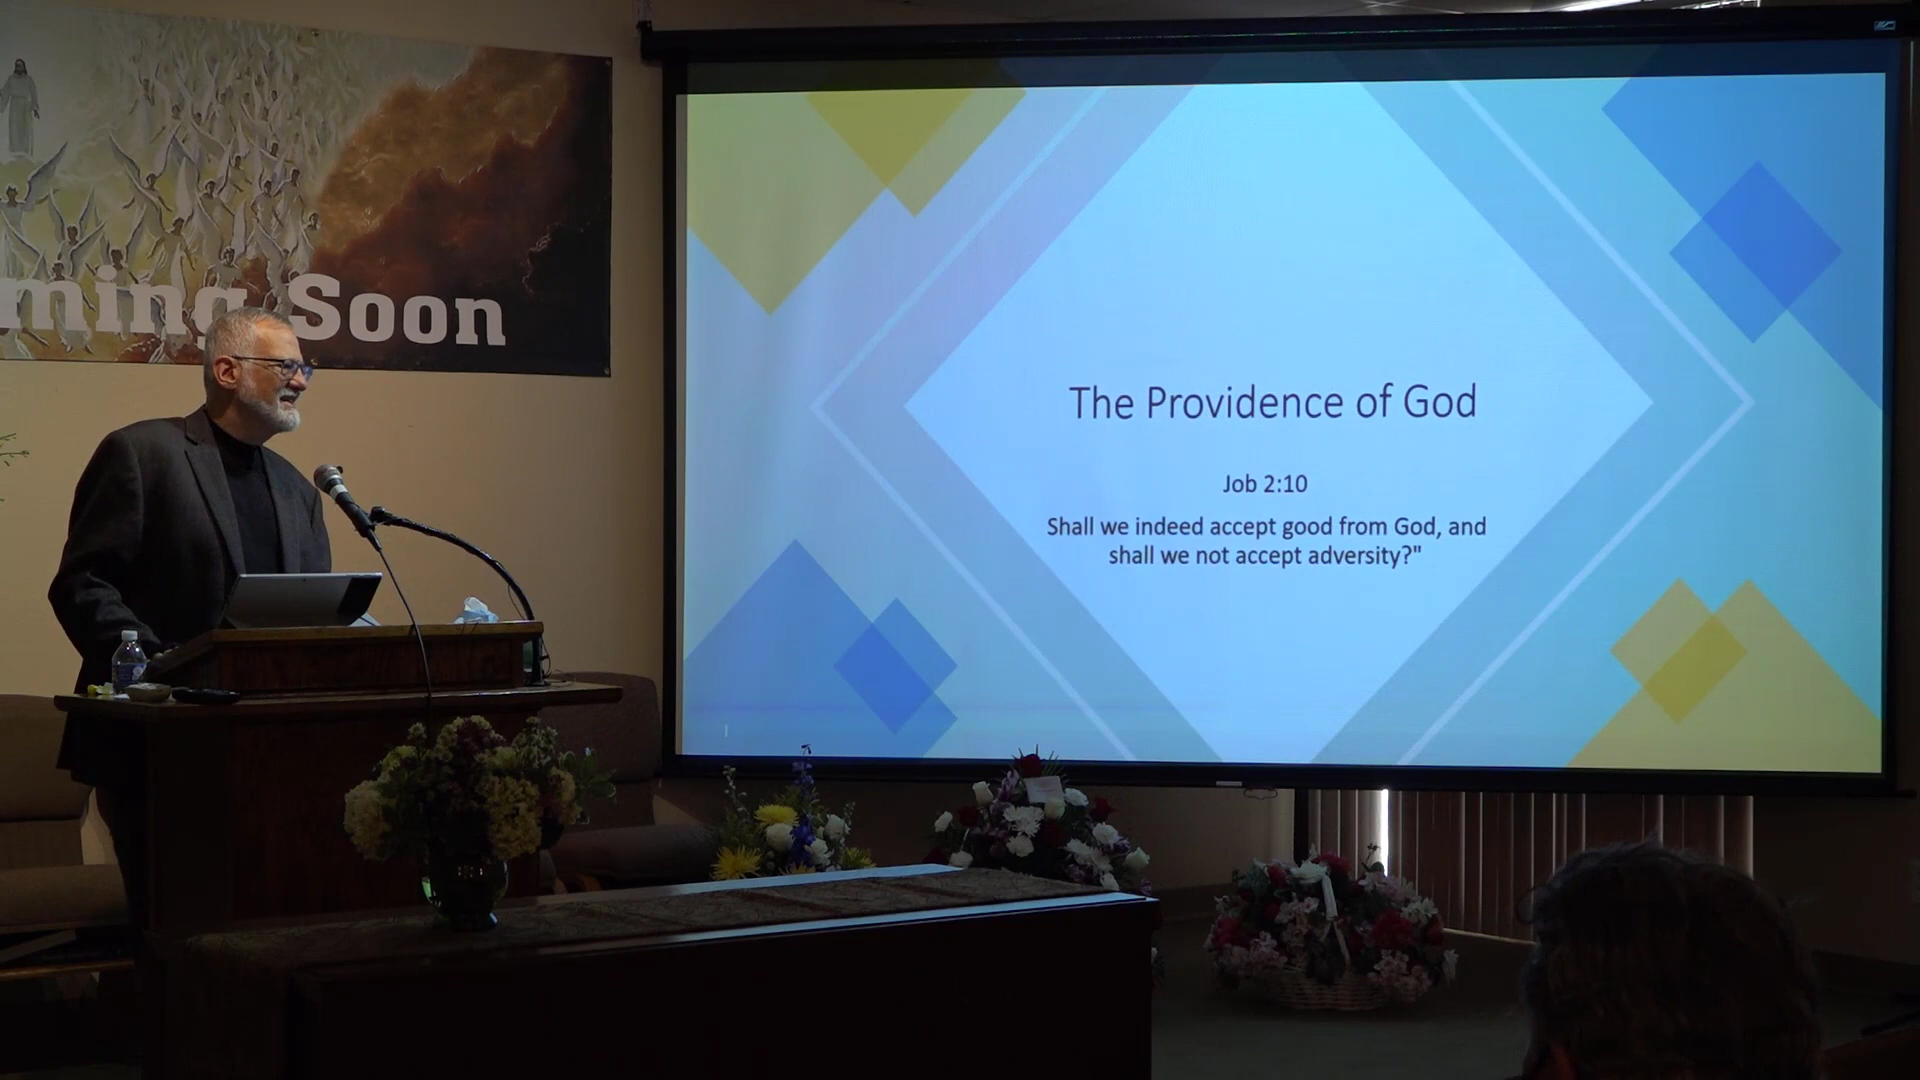 ming Soon
The Providence of God
Job 2:10
Shall we indeed accept good from God, and
shall we not accept adversity?"